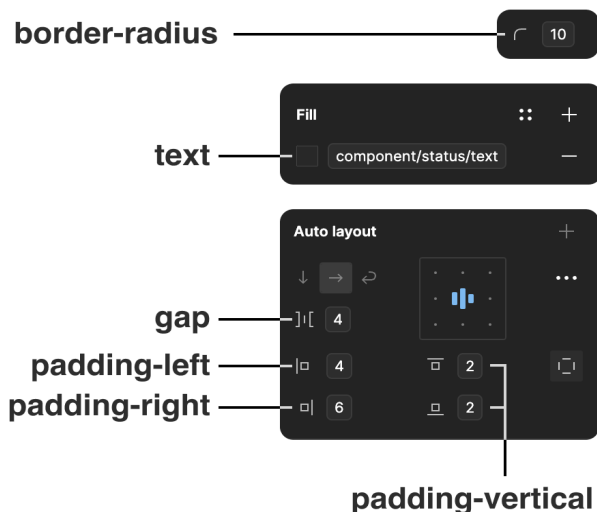 border-radius 10
Fill
text component/status/text
Auto layout
gap 4
padding-left 4 2
padding-right 6 2
padding-vertical